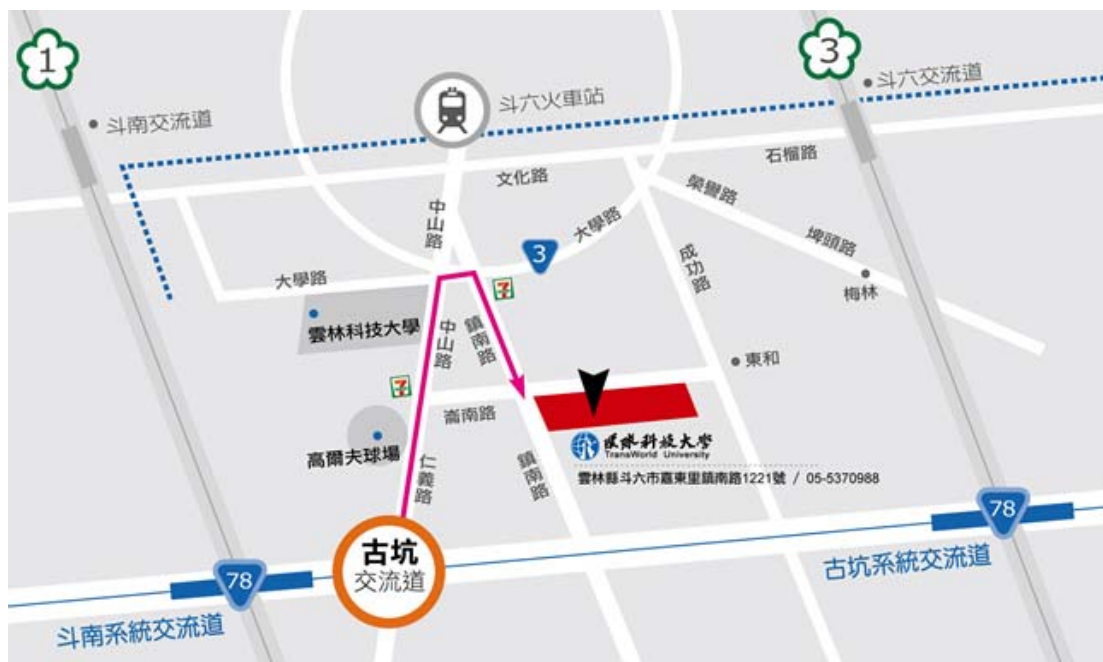 1
3
斗南交流道
斗六火車站
斗六交流道
文化路
石榴路
中山路
大學路
榮譽路
埤頭路
3
成功路
梅林
大學路
7
雲林科技大學
中山路
鎮南路
東和
7
崙南路
高爾夫球場
仁義路
鎮南路
環球科技大學
TransWorld University
雲林縣斗六市嘉東里鎮南路1221號 / 05-5370988
古坑
交流道
78
78
斗南系統交流道
古坑系統交流道